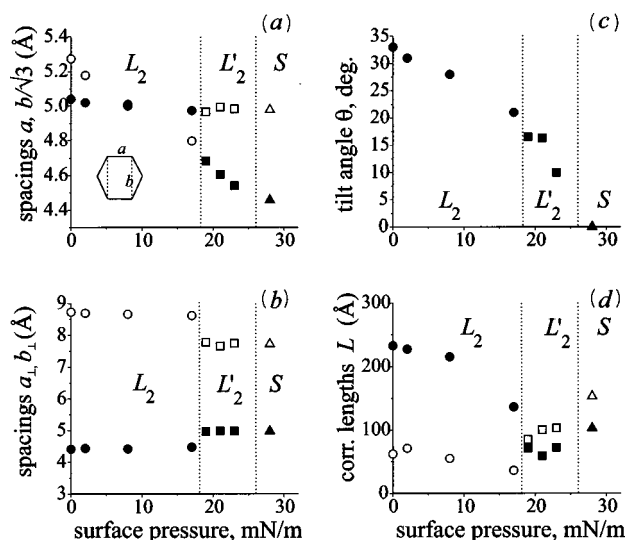 (a)
spacings a, b/√3 (Å)
5.4
5.2
5.0
4.8
4.6
4.4
L₂
L'₂
S
a
b
0
10
20
30
(c)
tilt angle θ, deg.
35
30
25
20
15
10
5
0
L₂
L'₂
S
0
10
20
30
(b)
spacings a⊥, b⊥ (Å)
9
8
7
6
5
4
3
L₂
L'₂
S
0
10
20
30
surface pressure, mN/m
(d)
corr. lengths L (Å)
300
200
100
0
L₂
L'₂
S
0
10
20
30
surface pressure, mN/m